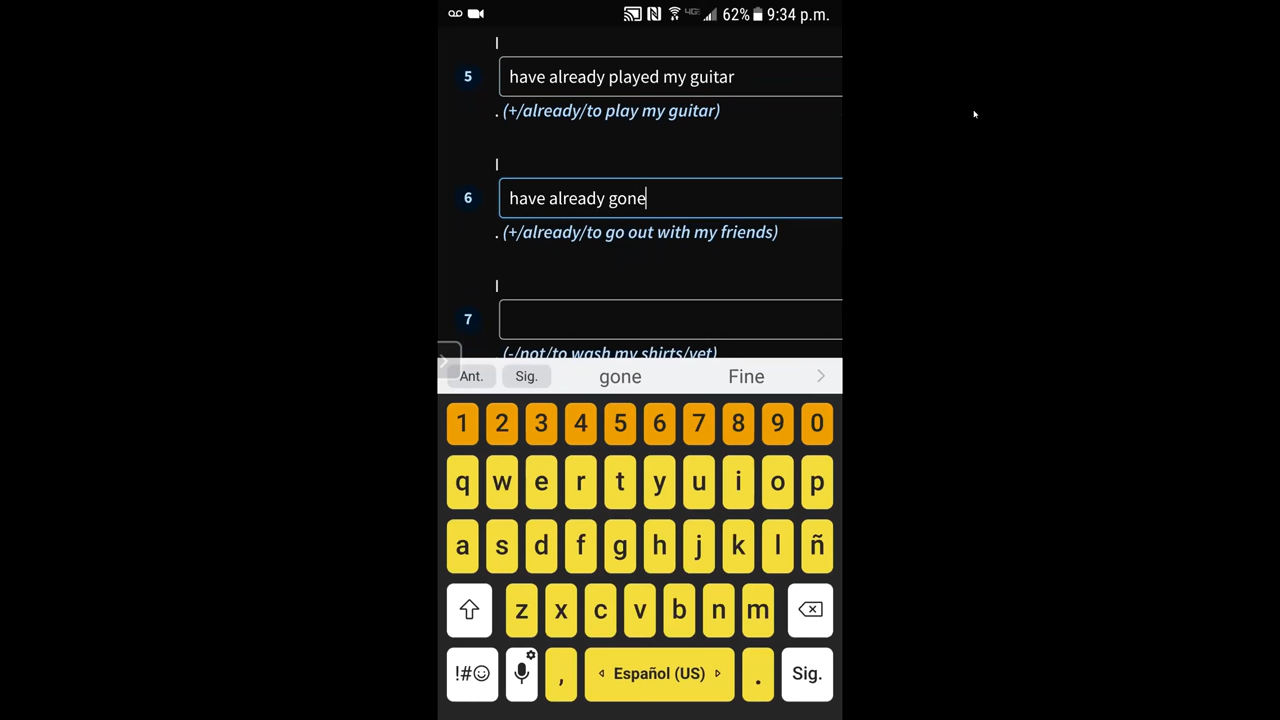 62% 9:34 p.m.
I
5 have already played my guitar
. (+/already/to play my guitar)
I
6 have already gone
. (+/already/to go out with my friends)
I
7
. (-/not/to wash my shirts/yet)
Ant. Sig. gone Fine
1 2 3 4 5 6 7 8 9 0
q w e r t y u i o p
a s d f g h j k l ñ
z x c v b n m
!#☺ , Español (US) . Sig.